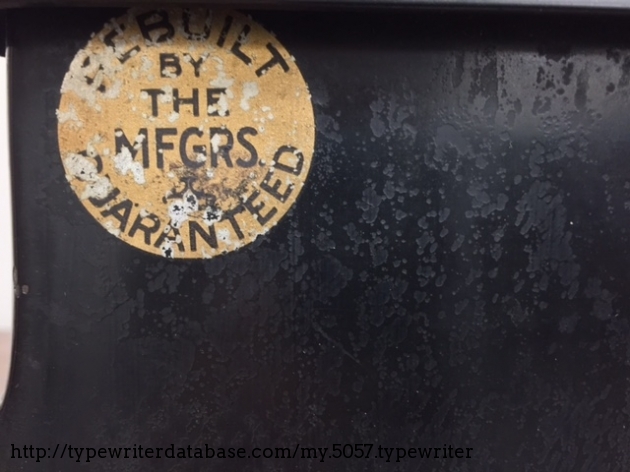 REBUILT
BY
THE
MFGRS.
GUARANTEED
http://typewriterdatabase.com/my.5057.typewriter